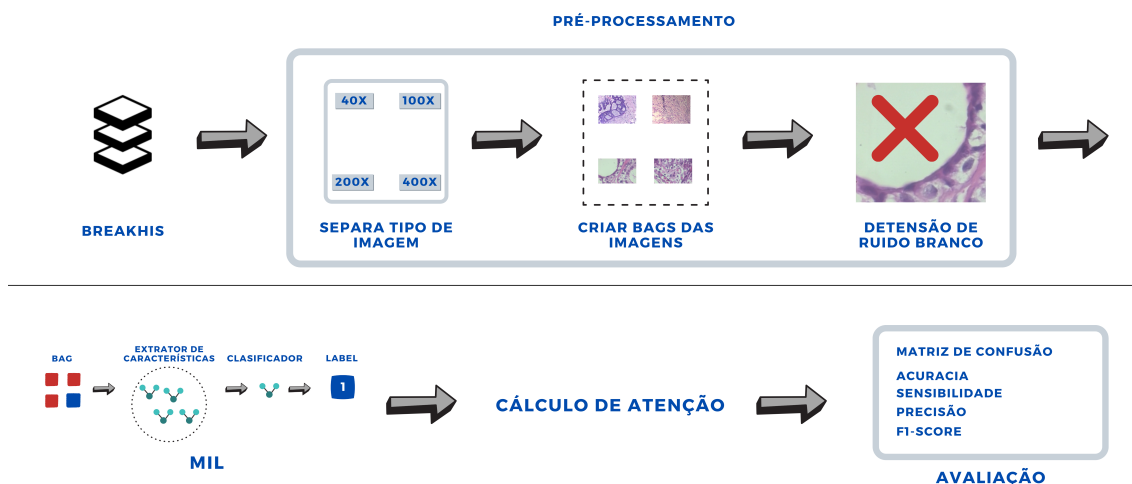 PRÉ-PROCESSAMENTO
40X
100X
200X
400X
BREAKHIS
SEPARA TIPO DE
IMAGEM
CRIAR BAGS DAS
IMAGENS
DETENSÃO DE
RUIDO BRANCO
BAG
EXTRATOR DE
CARACTERÍSTICAS
CLASIFICADOR
LABEL
1
MIL
CÁLCULO DE ATENÇÃO
MATRIZ DE CONFUSÃO
ACURACIA
SENSIBILIDADE
PRECISÃO
F1-SCORE
AVALIAÇÃO